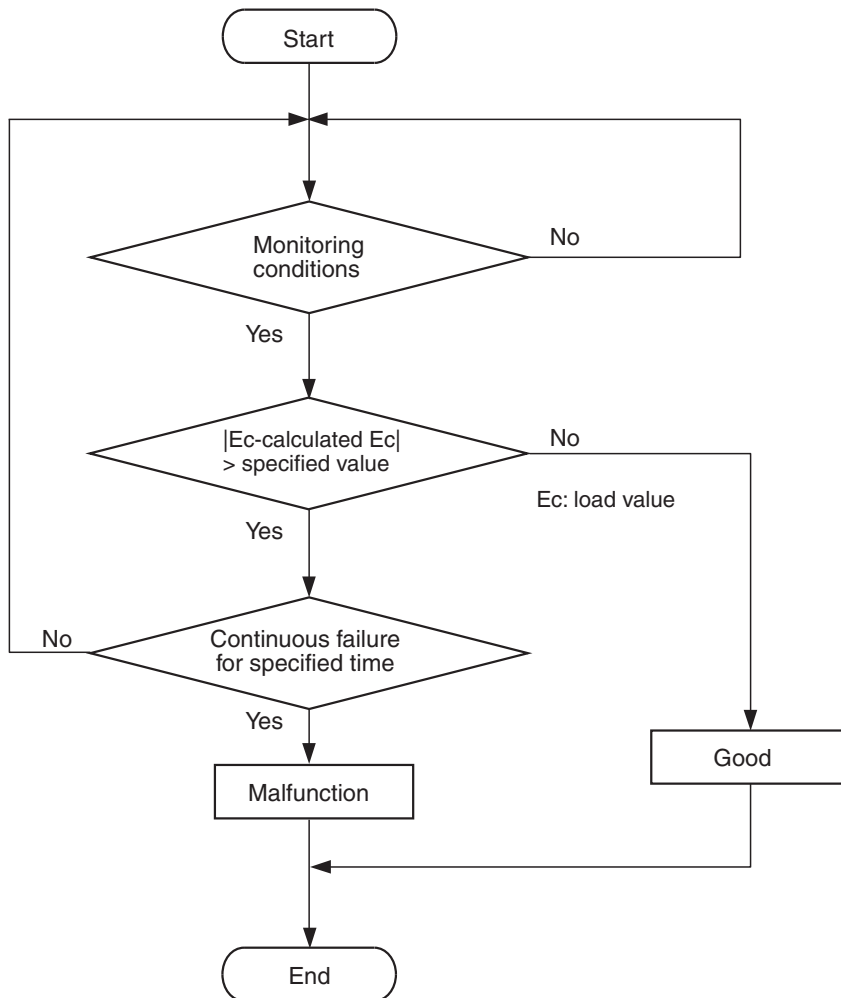 Start
Monitoring
conditions
No
Yes
|Ec-calculated Ec|
> specified value
No
Ec: load value
Yes
Continuous failure
for specified time
No
Yes
Malfunction
Good
End